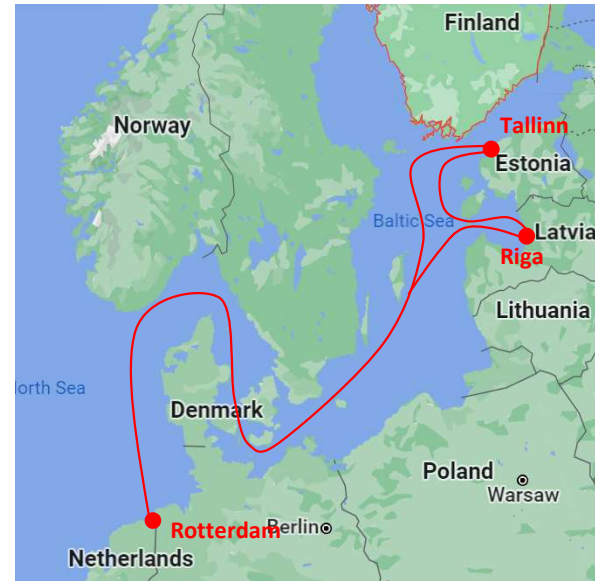 Finland
Norway
Tallinn
Estonia
Baltic Sea
Latvia
Riga
Lithuania
orth Sea
Denmark
Poland
Warsaw
Rotterdam
Berlin
Netherlands